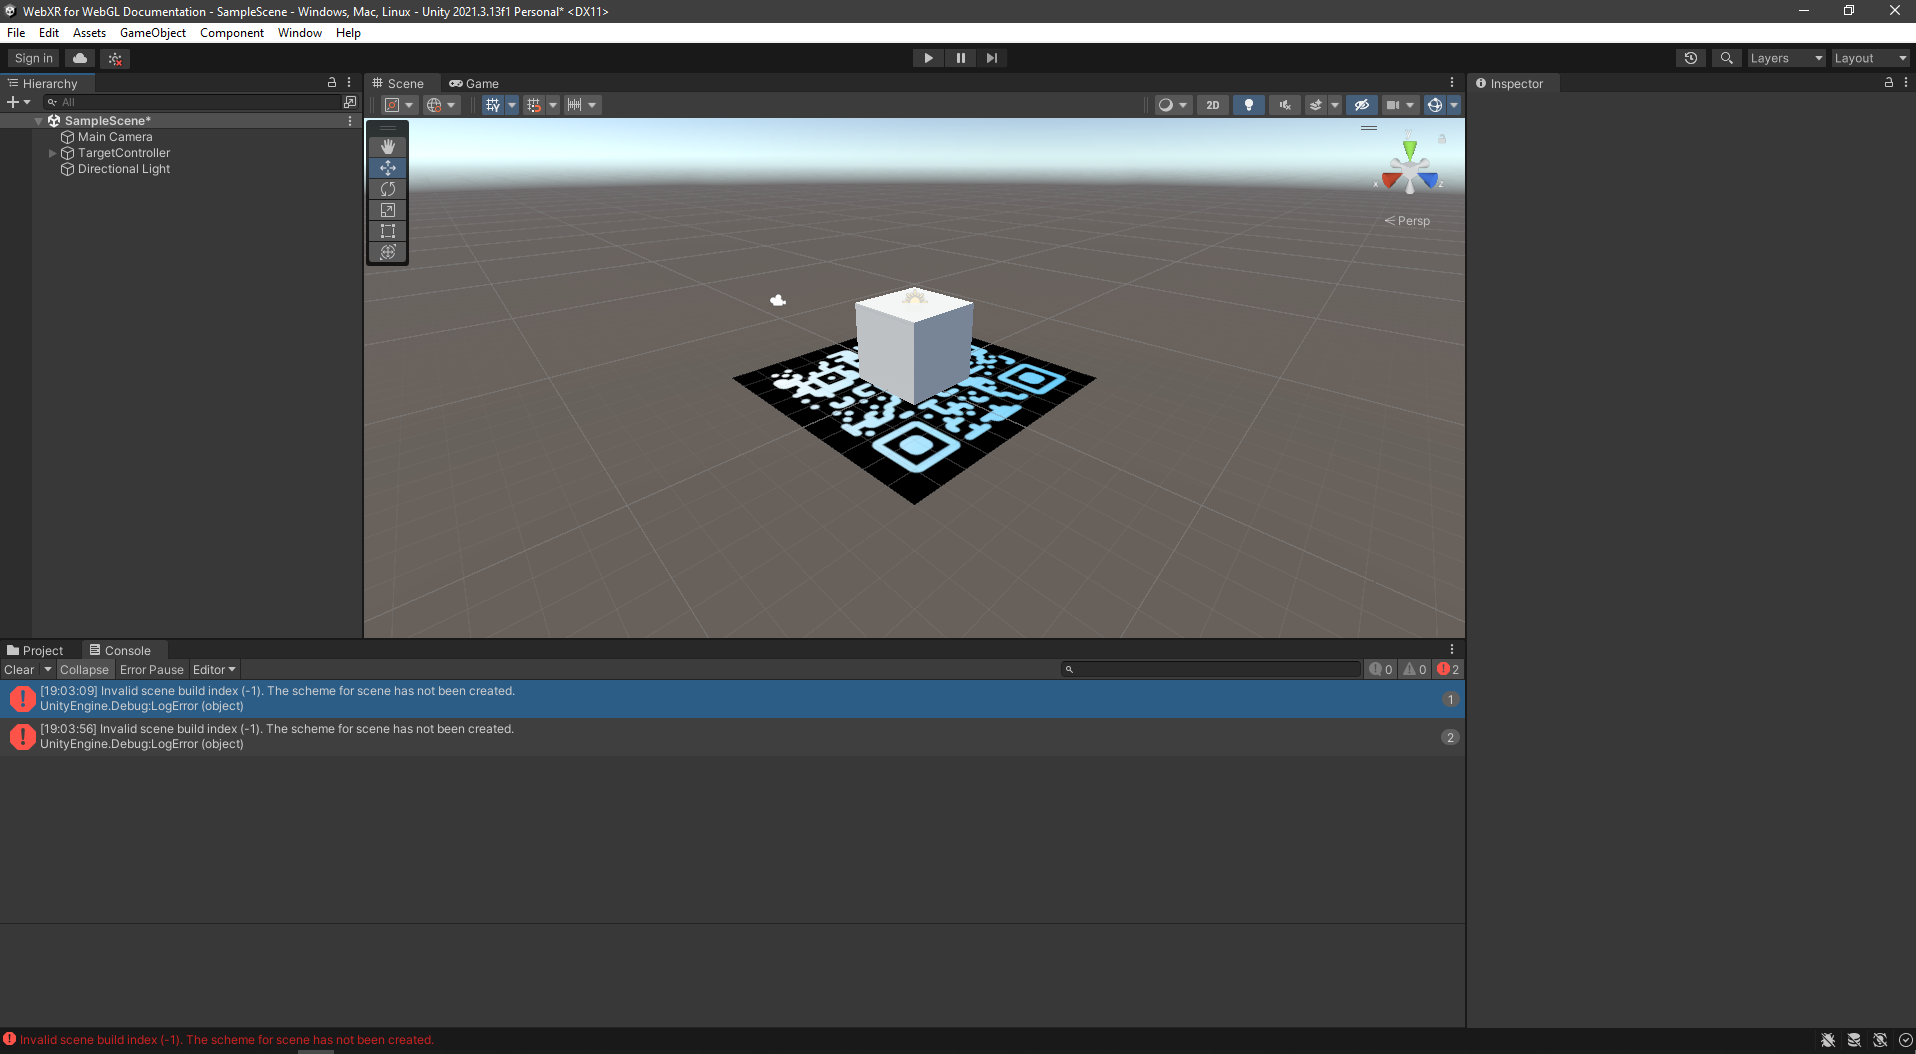 WebXR for WebGL Documentation - SampleScene - Windows, Mac, Linux - Unity 2021.3.13f1 Personal* <DX11>
File Edit Assets GameObject Component Window Help
Sign in
Layers
Layout
Hierarchy
Scene
Game
Inspector
All
2D
SampleScene*
Main Camera
TargetController
Directional Light
y
x
z
Persp
Project
Console
Clear
Collapse
Error Pause
Editor
0
0
2
[19:03:09] Invalid scene build index (-1). The scheme for scene has not been created.
UnityEngine.Debug:LogError (object)
1
[19:03:56] Invalid scene build index (-1). The scheme for scene has not been created.
UnityEngine.Debug:LogError (object)
2
Invalid scene build index (-1). The scheme for scene has not been created.